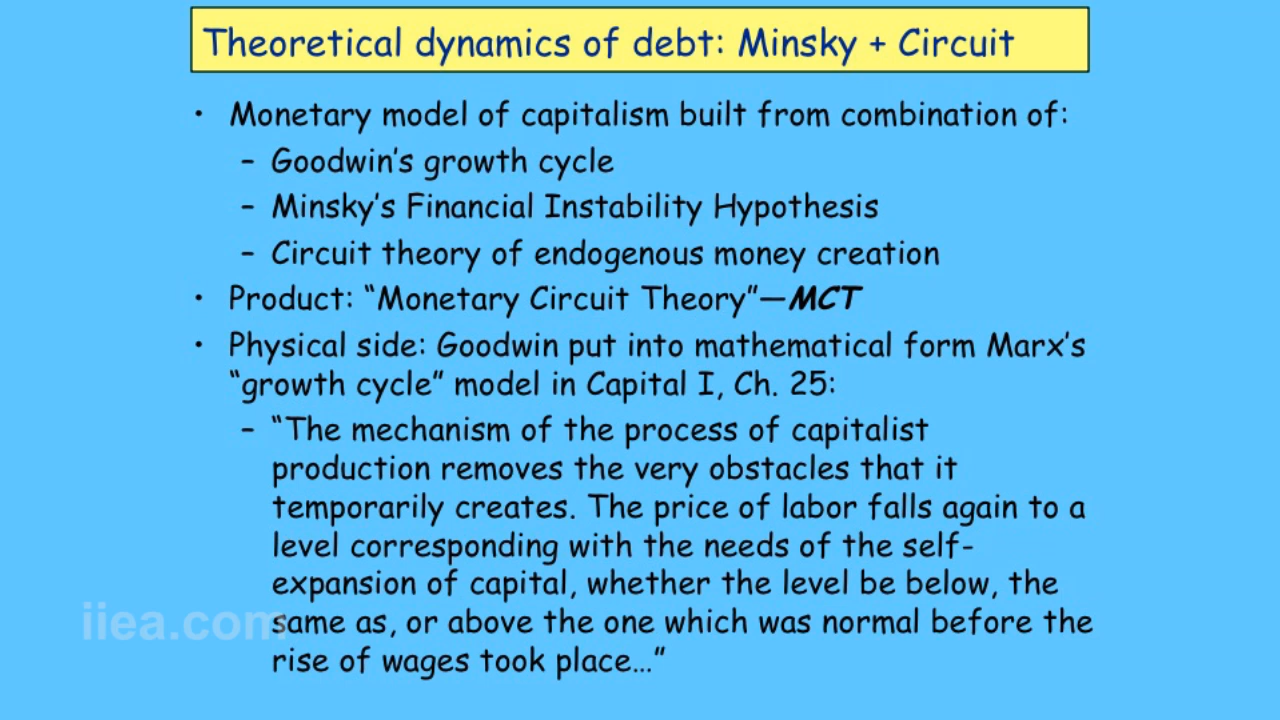 Theoretical dynamics of debt: Minsky + Circuit
• Monetary model of capitalism built from combination of:
– Goodwin's growth cycle
– Minsky's Financial Instability Hypothesis
– Circuit theory of endogenous money creation
• Product: “Monetary Circuit Theory”—MCT
• Physical side: Goodwin put into mathematical form Marx's
“growth cycle” model in Capital I, Ch. 25:
– “The mechanism of the process of capitalist
production removes the very obstacles that it
temporarily creates. The price of labor falls again to a
level corresponding with the needs of the self-
expansion of capital, whether the level be below, the
same as, or above the one which was normal before the
rise of wages took place…”
iiea.com